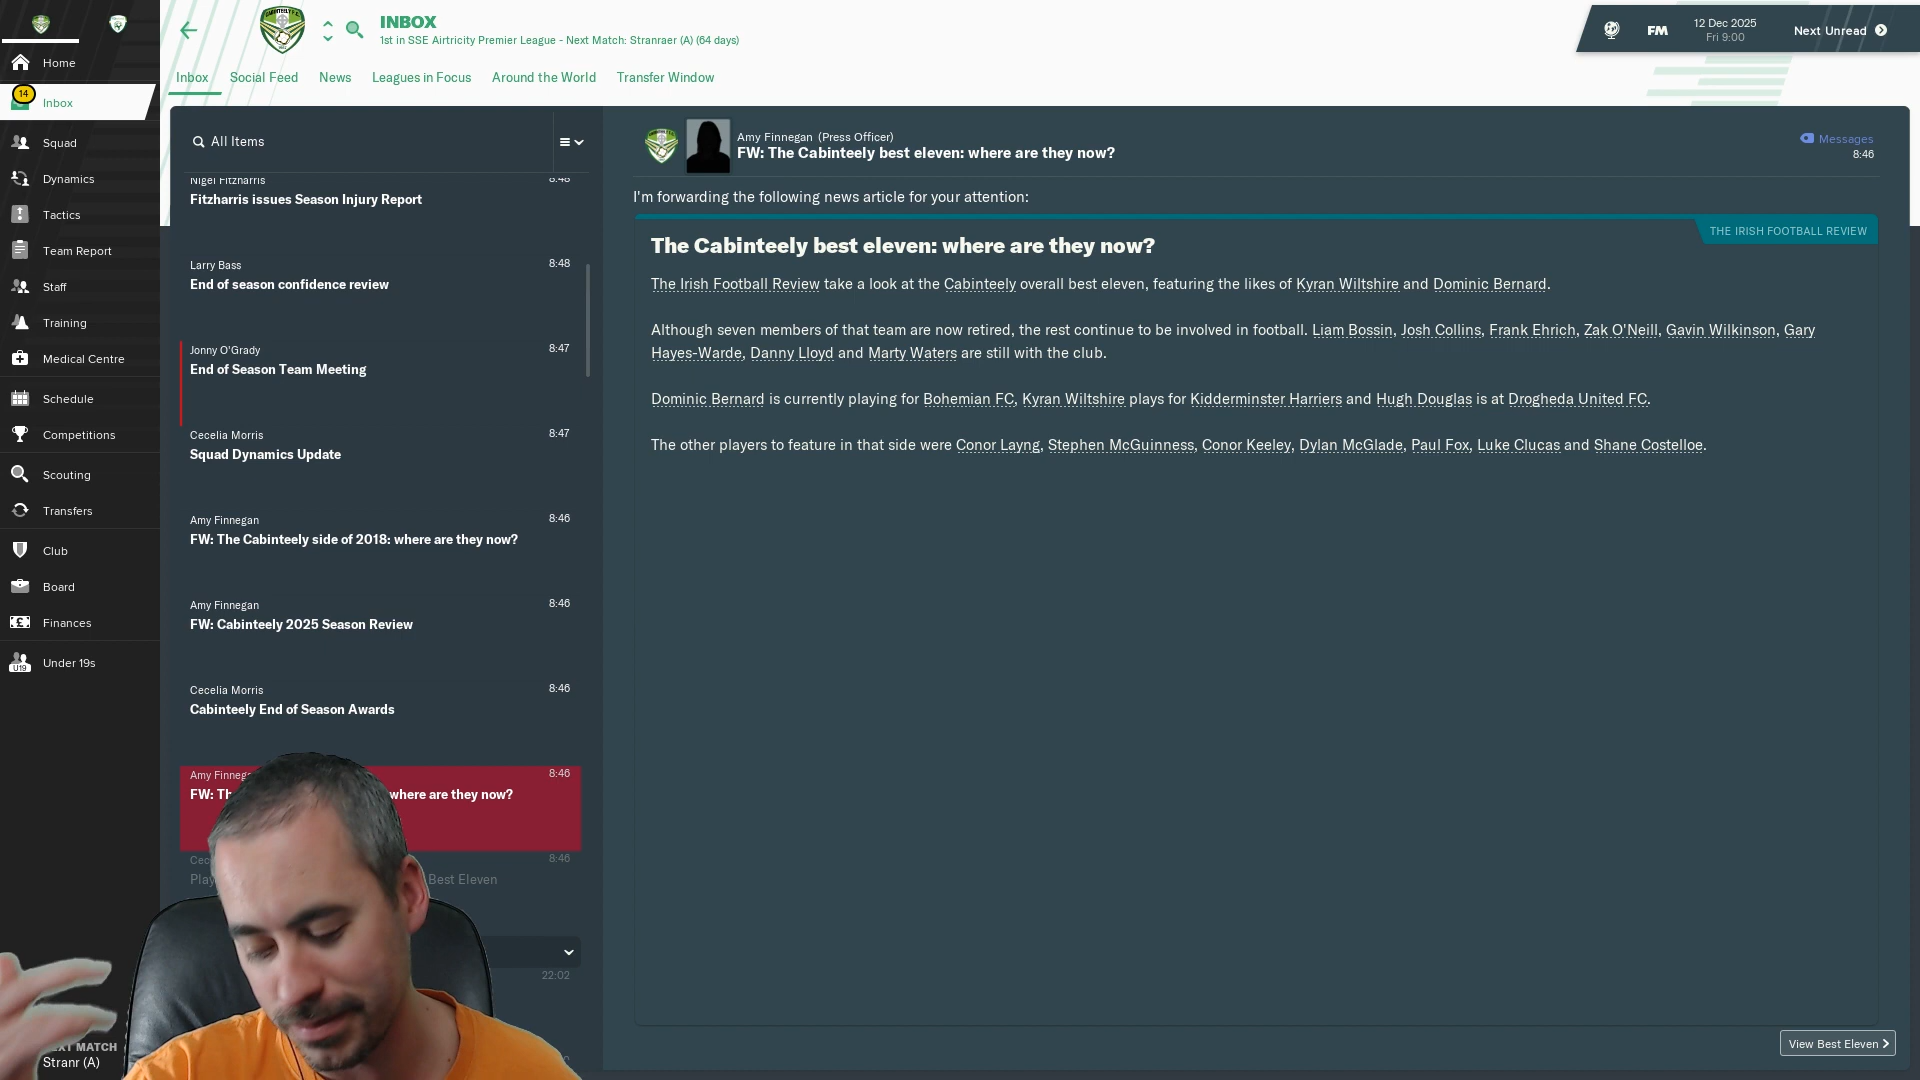 INBOX
1st in SSE Airtricity Premier League - Next Match: Stranraer (A) (64 days)
FM
12 Dec 2025
Fri 9:00
Next Unread
Inbox
Social Feed
News
Leagues in Focus
Around the World
Transfer Window
Home
14
Inbox
Squad
Dynamics
Tactics
Team Report
Staff
Training
Medical Centre
Schedule
Competitions
Scouting
Transfers
Club
Board
Finances
U19
Under 19s
NEXT MATCH
Stranr (A)
All Items
Nigel Fitzharris
8:48
Fitzharris issues Season Injury Report
Larry Bass
8:48
End of season confidence review
Jonny O'Grady
8:47
End of Season Team Meeting
Cecelia Morris
8:47
Squad Dynamics Update
Amy Finnegan
8:46
FW: The Cabinteely side of 2018: where are they now?
Amy Finnegan
8:46
FW: Cabinteely 2025 Season Review
Cecelia Morris
8:46
Cabinteely End of Season Awards
Amy Finnega
8:46
FW: Th
where are they now?
Cec
8:46
Play
Best Eleven
22:02
Amy Finnegan (Press Officer)
FW: The Cabinteely best eleven: where are they now?
Messages
8:46
I'm forwarding the following news article for your attention:
THE IRISH FOOTBALL REVIEW
The Cabinteely best eleven: where are they now?
The Irish Football Review take a look at the Cabinteely overall best eleven, featuring the likes of Kyran Wiltshire and Dominic Bernard.
Although seven members of that team are now retired, the rest continue to be involved in football. Liam Bossin, Josh Collins, Frank Ehrich, Zak O'Neill, Gavin Wilkinson, Gary
Hayes-Warde, Danny Lloyd and Marty Waters are still with the club.
Dominic Bernard is currently playing for Bohemian FC, Kyran Wiltshire plays for Kidderminster Harriers and Hugh Douglas is at Drogheda United FC.
The other players to feature in that side were Conor Layng, Stephen McGuinness, Conor Keeley, Dylan McGlade, Paul Fox, Luke Clucas and Shane Costelloe.
View Best Eleven